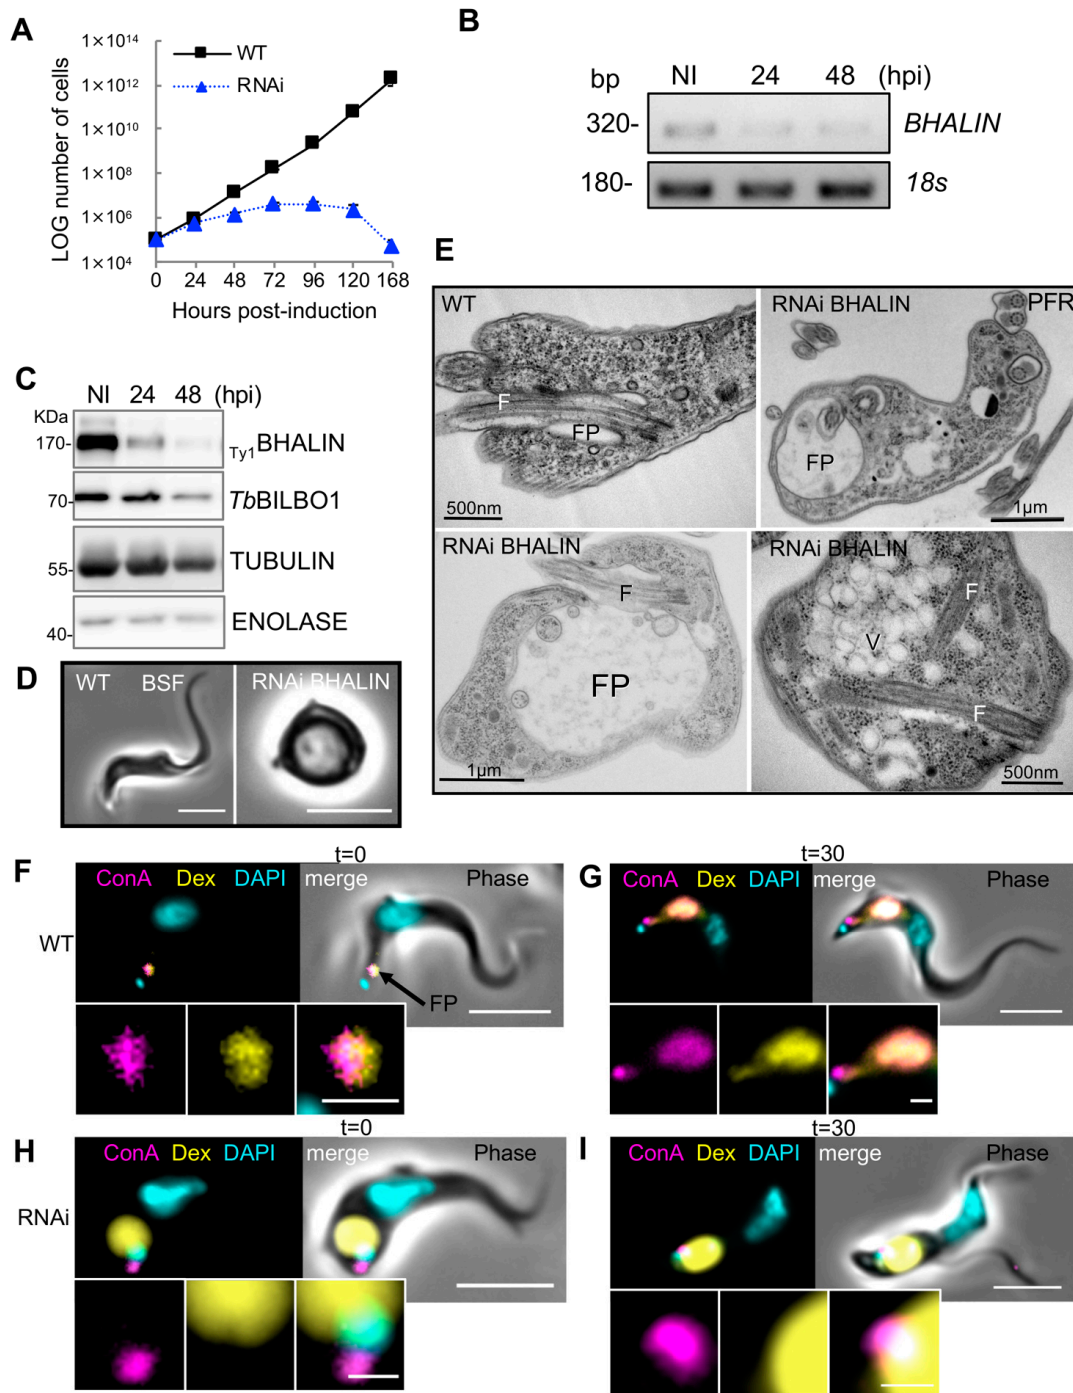 A
LOG number of cells
1×10¹⁴
1×10¹²
1×10¹⁰
1×10⁸
1×10⁶
1×10⁴
WT
RNAi
0 24 48 72 96 120 168
Hours post-induction
B
bp NI 24 48 (hpi)
320- BHALIN
180- 18s
C
NI 24 48 (hpi)
KDa
170- Ty1BHALIN
70- TbBILBO1
55- TUBULIN
40- ENOLASE
D
WT BSF
RNAi BHALIN
E
WT
F
FP
500nm
RNAi BHALIN
PFR
FP
1µm
RNAi BHALIN
F
FP
1µm
RNAi BHALIN
F
V
F
500nm
F
t=0
ConA Dex DAPI merge Phase
WT
FP
G
t=30
ConA Dex DAPI merge Phase
H
t=0
ConA Dex DAPI merge Phase
RNAi
I
t=30
ConA Dex DAPI merge Phase